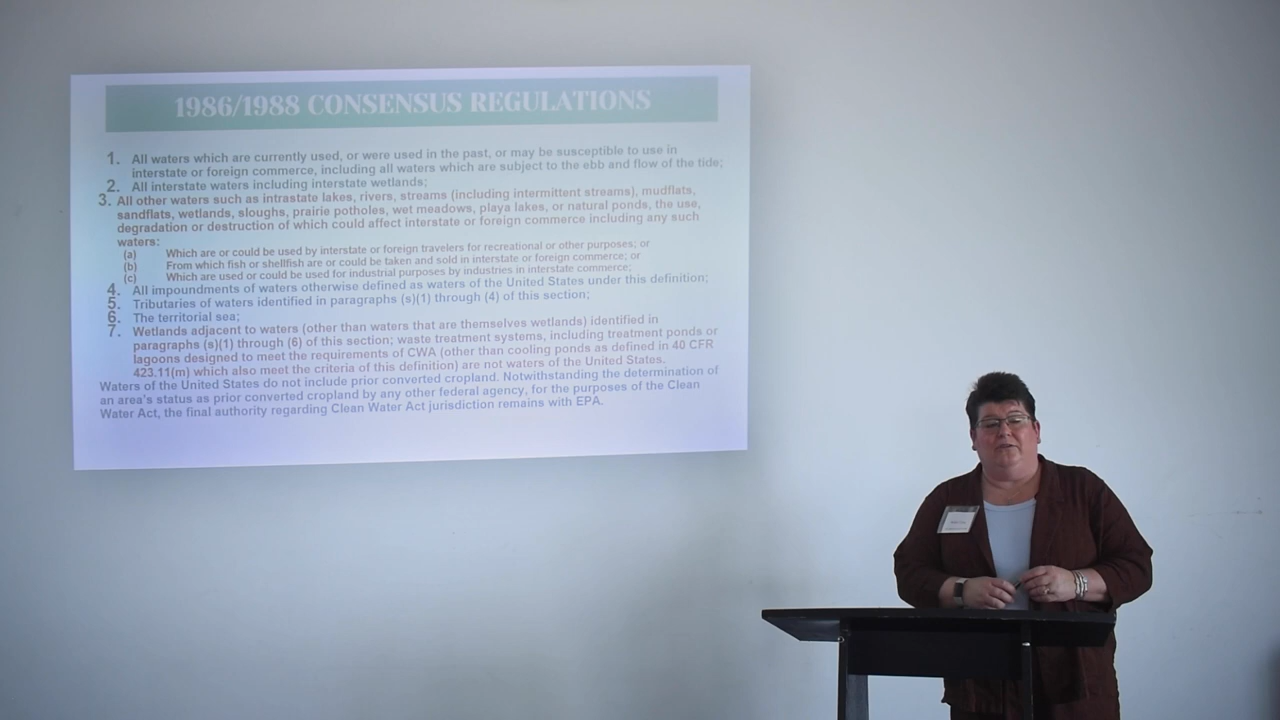 1986/1988 CONSENSUS REGULATIONS
1. All waters which are currently used, or were used in the past, or may be susceptible to use in
interstate or foreign commerce, including all waters which are subject to the ebb and flow of the tide;
2. All interstate waters including interstate wetlands;
3. All other waters such as intrastate lakes, rivers, streams (including intermittent streams), mudflats,
sandflats, wetlands, sloughs, prairie potholes, wet meadows, playa lakes, or natural ponds, the use,
degradation or destruction of which could affect interstate or foreign commerce including any such
waters:
(a) Which are or could be used by interstate or foreign travelers for recreational or other purposes; or
(b) From which fish or shellfish are or could be taken and sold in interstate or foreign commerce; or
(c) Which are used or could be used for industrial purposes by industries in interstate commerce;
4. All impoundments of waters otherwise defined as waters of the United States under this definition;
5. Tributaries of waters identified in paragraphs (s)(1) through (4) of this section;
6. The territorial sea;
7. Wetlands adjacent to waters (other than waters that are themselves wetlands) identified in
paragraphs (s)(1) through (6) of this section; waste treatment systems, including treatment ponds or
lagoons designed to meet the requirements of CWA (other than cooling ponds as defined in 40 CFR
423.11(m) which also meet the criteria of this definition) are not waters of the United States.
Waters of the United States do not include prior converted cropland. Notwithstanding the determination of
an area's status as prior converted cropland by any other federal agency, for the purposes of the Clean
Water Act, the final authority regarding Clean Water Act jurisdiction remains with EPA.